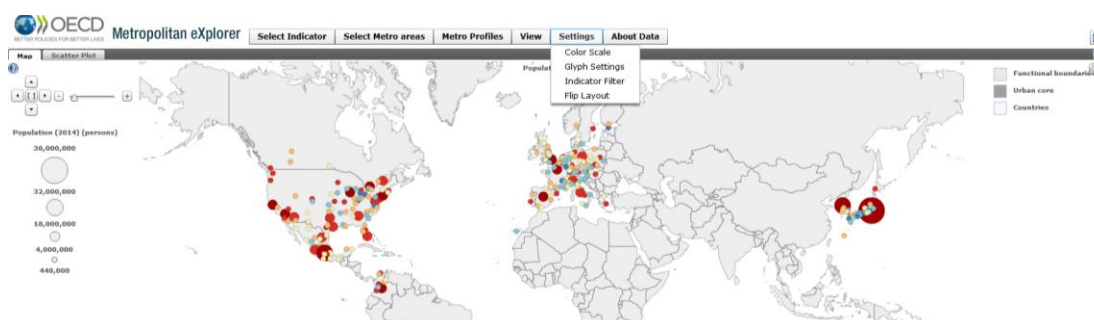 OECD
BETTER POLICIES FOR BETTER LIVES
Metropolitan eXplorer
Select Indicator
Select Metro areas
Metro Profiles
View
Settings
About Data
Color Scale
Glyph Settings
Indicator Filter
Flip Layout
Map
Scatter Plot
?
Populat
Functional boundaries
Urban core
Countries
Population (2014) (persons)
36,000,000
32,000,000
18,000,000
4,000,000
440,000